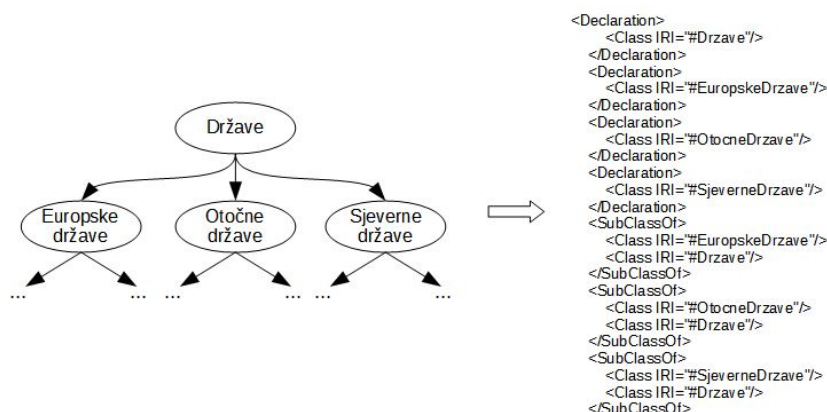 Države
Europske
države
Otočne
države
Sjeverne
države
... ... ... ... ... ...
<Declaration>
<Class IRI="#Drzave"/>
</Declaration>
<Declaration>
<Class IRI="#EuropskeDrzave"/>
</Declaration>
<Declaration>
<Class IRI="#OtocneDrzave"/>
</Declaration>
<Declaration>
<Class IRI="#SjeverneDrzave"/>
</Declaration>
<SubClassOf>
<Class IRI="#EuropskeDrzave"/>
<Class IRI="#Drzave"/>
</SubClassOf>
<SubClassOf>
<Class IRI="#OtocneDrzave"/>
<Class IRI="#Drzave"/>
</SubClassOf>
<SubClassOf>
<Class IRI="#SjeverneDrzave"/>
<Class IRI="#Drzave"/>
</SubClassOf>